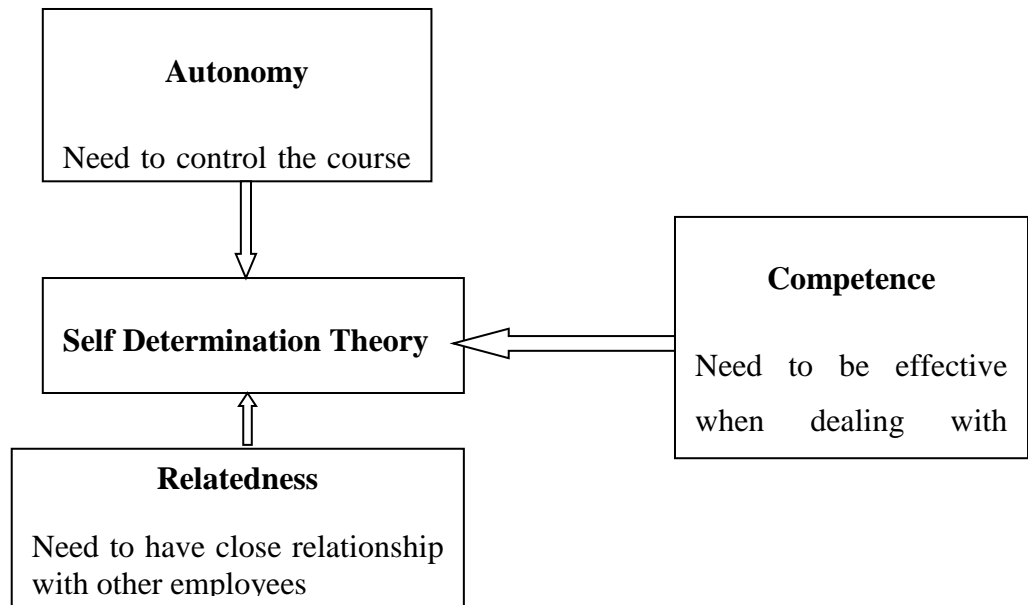 Autonomy
Need to control the course
Self Determination Theory
Competence
Need to be effective
when dealing with
Relatedness
Need to have close relationship
with other employees